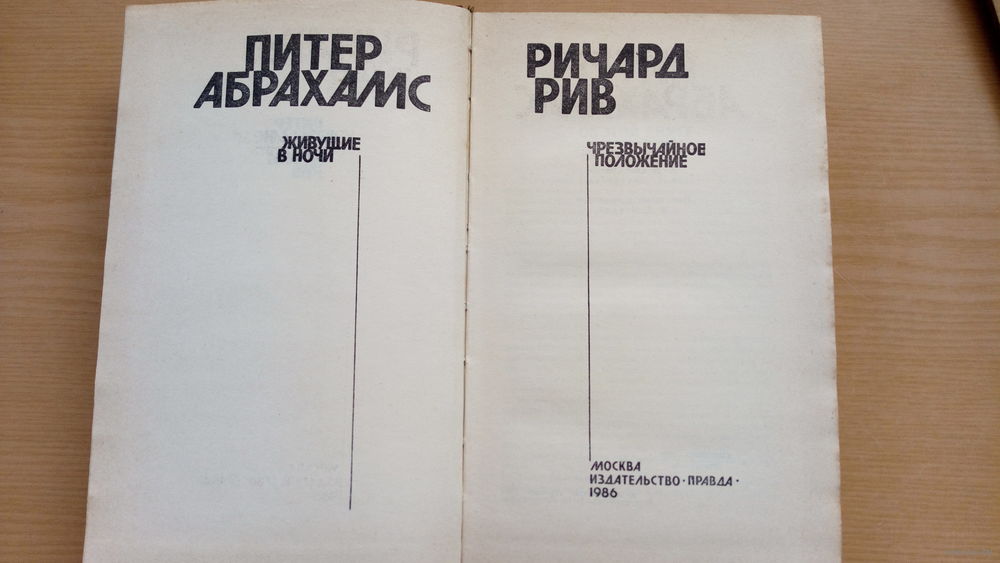 ПИТЕР
АБРАХАМС
ЖИВУЩИЕ
В НОЧИ
РИЧАРД
РИВ
ЧРЕЗВЫЧАЙНОЕ
ПОЛОЖЕНИЕ
МОСКВА
ИЗДАТЕЛЬСТВО·ПРАВДА·
1986